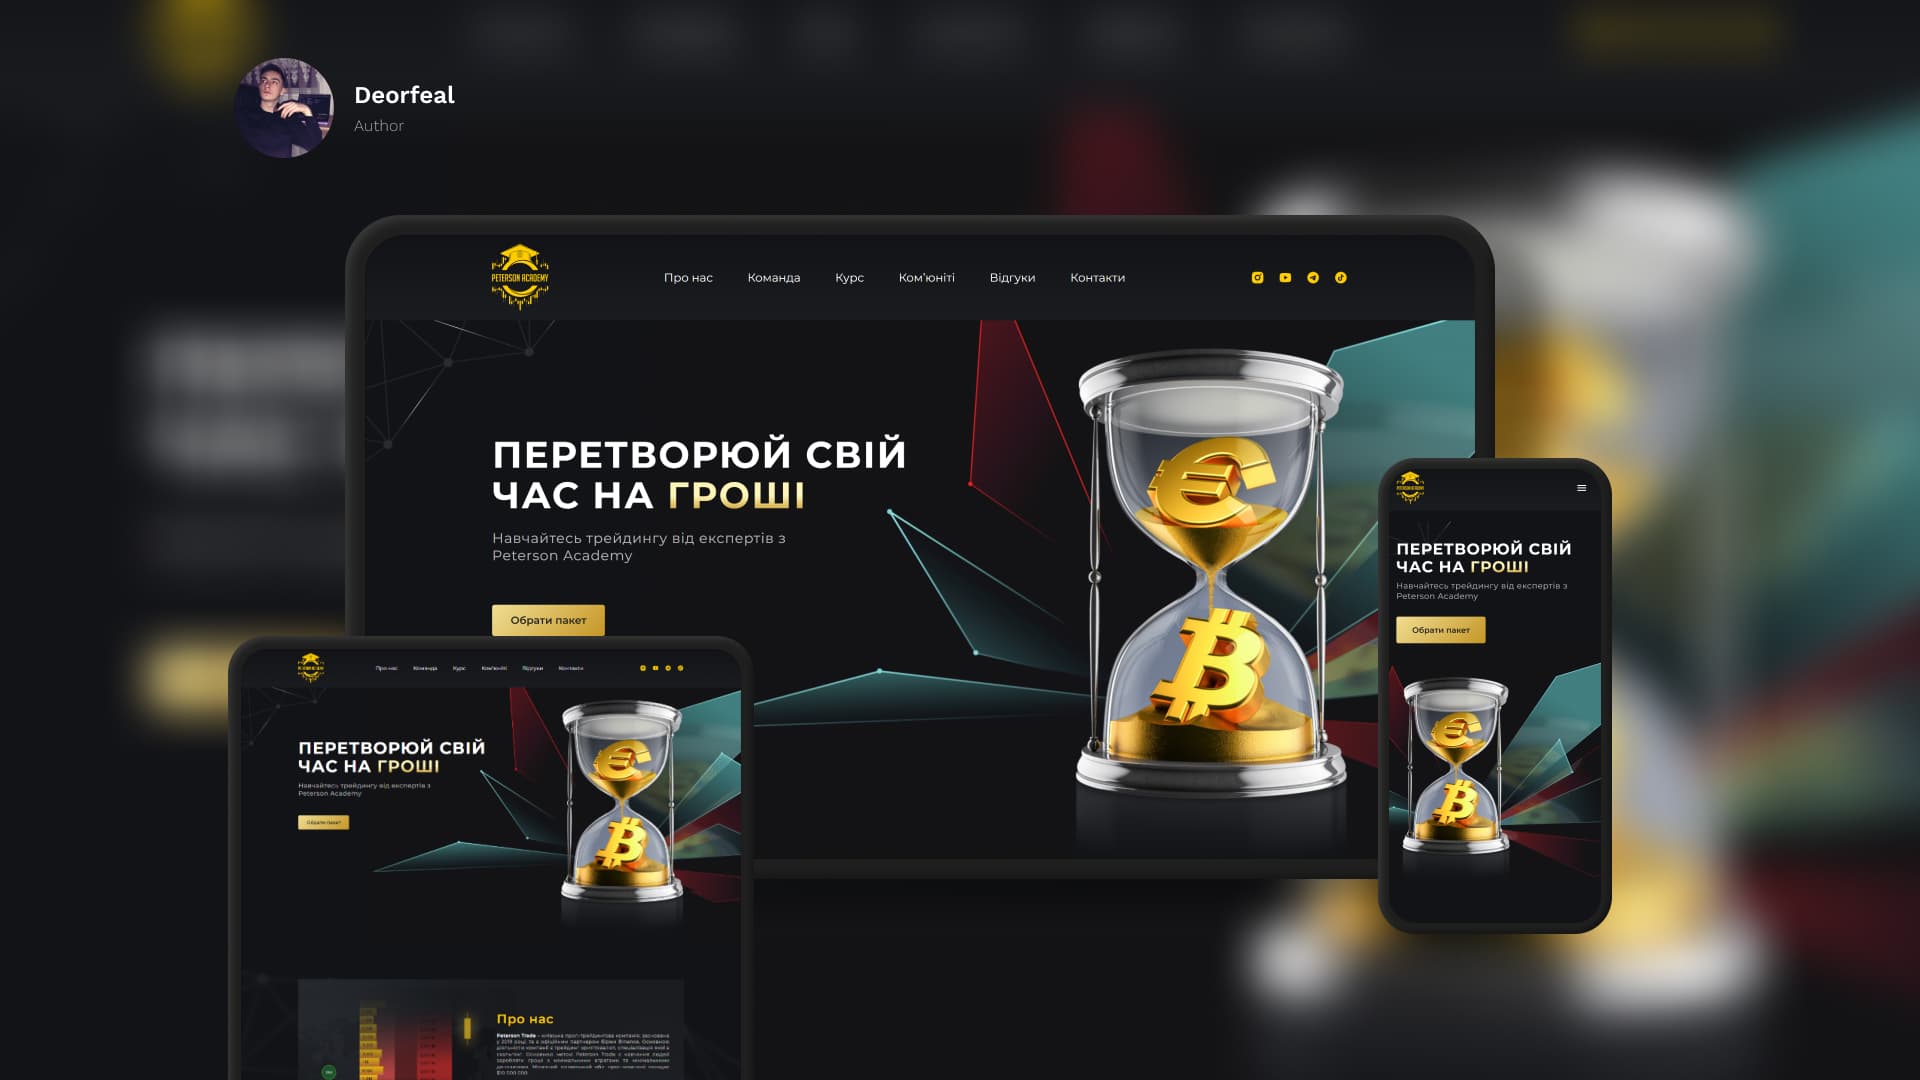 Deorfeal
Author
PETERSON ACADEMY
Про нас Команда Курс Ком'юніті Відгуки Контакти
ПЕРЕТВОРЮЙ СВІЙ
ЧАС НА ГРОШІ
Навчайтесь трейдингу від експертів з
Peterson Academy
Обрати пакет
PETERSON ACADEMY
ПЕРЕТВОРЮЙ СВІЙ
ЧАС НА ГРОШІ
Навчайтесь трейдингу від експертів з
Peterson Academy
Обрати пакет
Про нас Команда Курс Ком'юніті Відгуки Контакти
ПЕРЕТВОРЮЙ СВІЙ
ЧАС НА ГРОШІ
Навчайтесь трейдингу від експертів з
Peterson Academy
Обрати пакет
Про нас